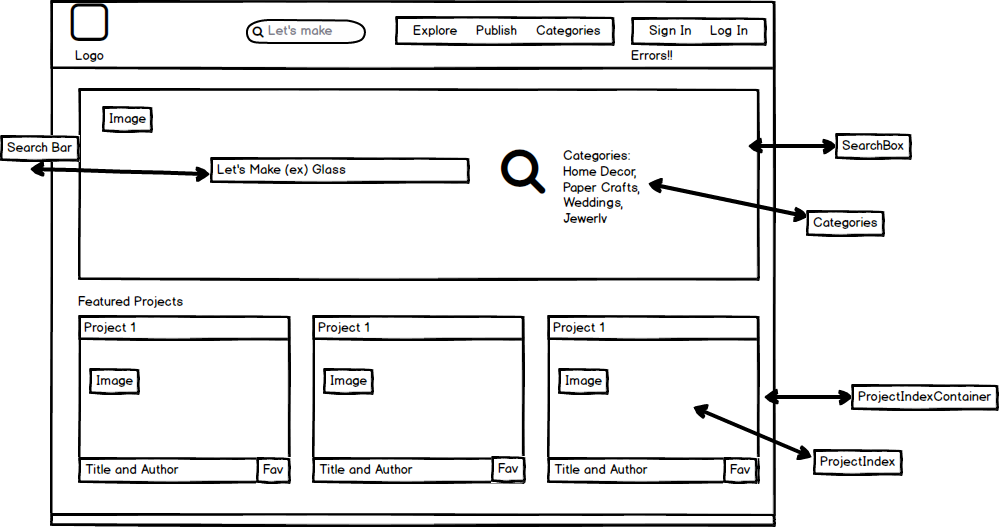 Let's make
Explore Publish Categories
Sign In Log In
Logo
Errors!!
Image
Search Bar
SearchBox
Let's Make (ex) Glass
Categories:
Home Decor,
Paper Crafts,
Weddings,
Jewerly
Categories
Featured Projects
Project 1
Project 1
Project 1
Image
Image
Image
ProjectIndexContainer
ProjectIndex
Title and Author Fav
Title and Author Fav
Title and Author Fav